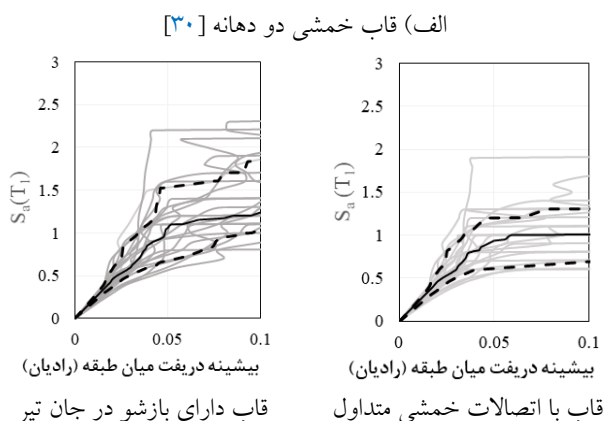 الف) قاب خمشی دو دهانه [۳۰]
3
2.5
2
1.5
1
0.5
0
0 0.05 0.1
Sa(T1)
بیشینه دریفت میان طبقه (رادیان)
قاب دارای بازشو در جان تیر
3
2.5
2
1.5
1
0.5
0
0 0.05 0.1
Sa(T1)
بیشینه دریفت میان طبقه (رادیان)
قاب با اتصالات خمشی متداول